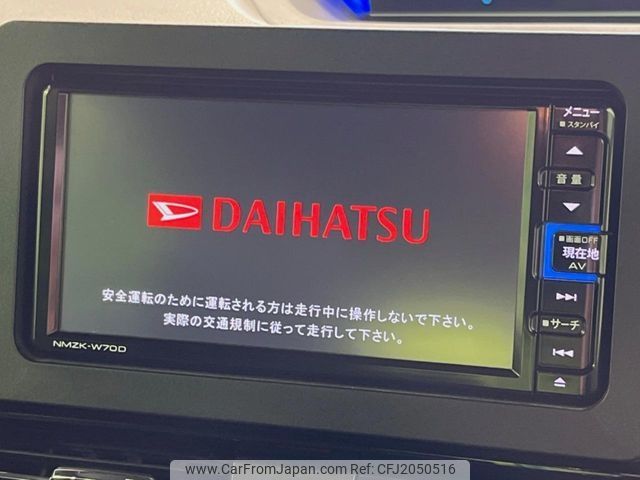 メニュー
■スタンバイ
音量
DAIHATSU
■画面OFF
現在地
AV
安全運転のために運転される方は走行中に操作しないで下さい。
実際の交通規制に従って走行して下さい。
■サーチ
NMZK-W70D
www.CarFromJapan.com | CFJ2050516